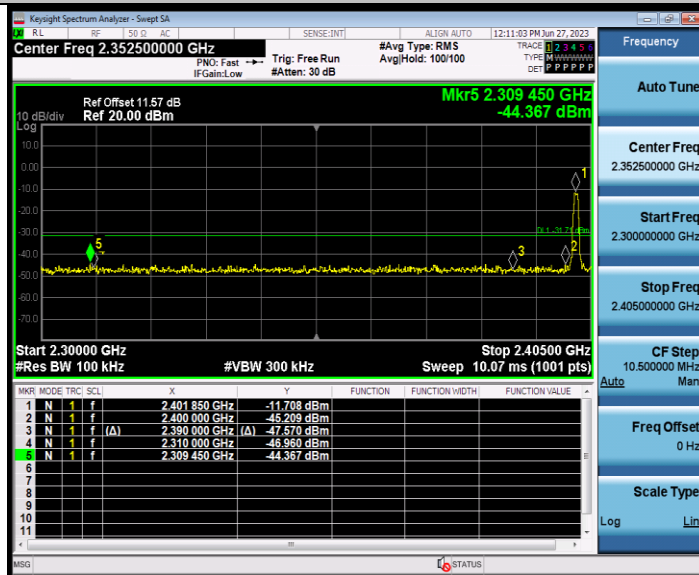 Keysight Spectrum Analyzer - Swept SA
RL RF 50 Ω AC SENSE:INT ALIGN AUTO 12:11:03 PM Jun 27, 2023
Center Freq 2.352500000 GHz
PNO: Fast
IFGain:Low
Trig: Free Run
#Atten: 30 dB
#Avg Type: RMS
Avg|Hold: 100/100
TRACE 1 2 3 4 5 6
TYPE M WWWWW
DET P P P P P P
Ref Offset 11.57 dB
10 dB/div Ref 20.00 dBm
Log
Mkr5 2.309 450 GHz
-44.367 dBm
10.0
0.00
-10.0
-20.0
-30.0
-40.0
-50.0
-60.0
-70.0
1
DL1 -31.71 dBm
5
3
2
Start 2.30000 GHz Stop 2.40500 GHz
#Res BW 100 kHz #VBW 300 kHz Sweep 10.07 ms (1001 pts)
MKR MODE TRC SCL X Y FUNCTION FUNCTION WIDTH FUNCTION VALUE
1 N 1 f 2.401 850 GHz -11.708 dBm
2 N 1 f 2.400 000 GHz -45.209 dBm
3 N 1 f (Δ) 2.390 000 GHz (Δ) -47.570 dBm
4 N 1 f 2.310 000 GHz -46.960 dBm
5 N 1 f 2.309 450 GHz -44.367 dBm
6
7
8
9
10
11
MSG STATUS
Frequency
Auto Tune
Center Freq
2.352500000 GHz
Start Freq
2.300000000 GHz
Stop Freq
2.405000000 GHz
CF Step
10.500000 MHz
Auto Man
Freq Offset
0 Hz
Scale Type
Log Lin